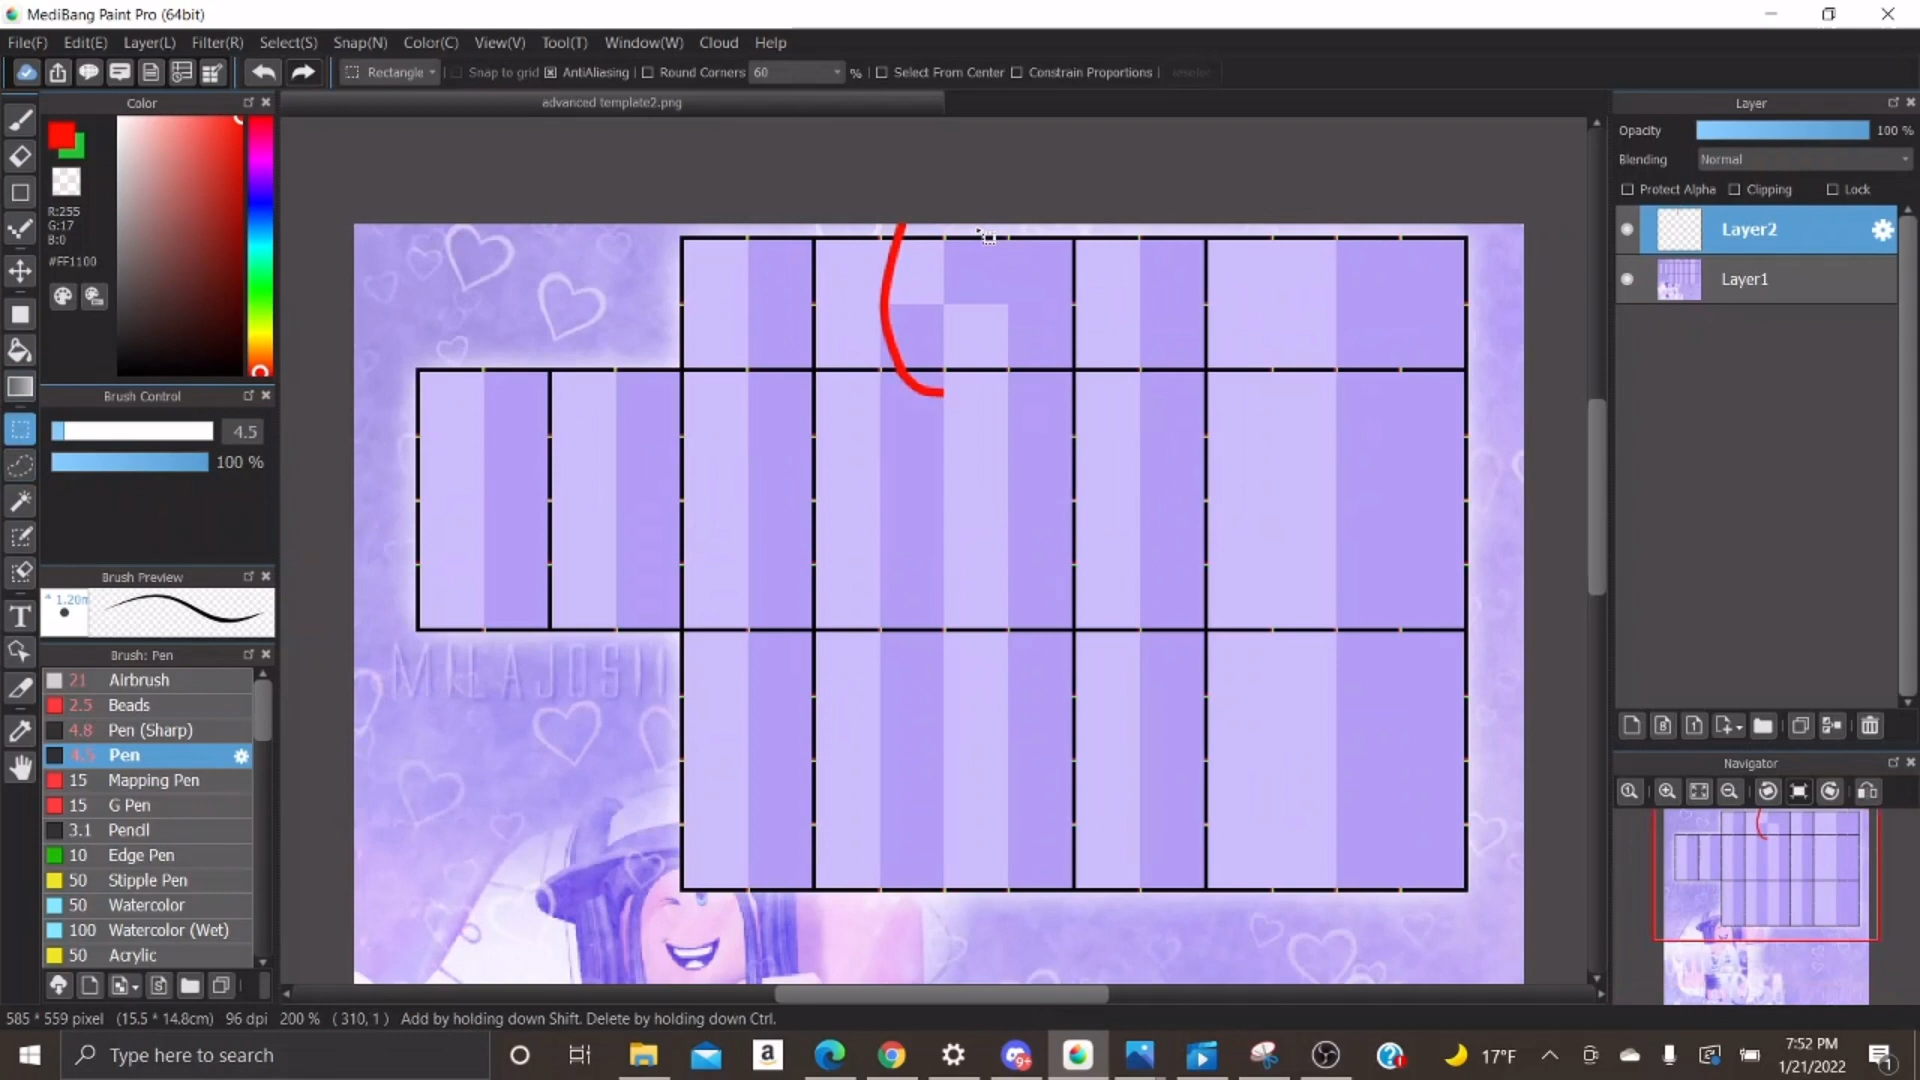 MediBang Paint Pro (64bit)
File(F) Edit(E) Layer(L) Filter(R) Select(S) Snap(N) Color(C) View(V) Tool(T) Window(W) Cloud Help
Rectangle Snap to grid AntiAliasing Round Corners 60 % Select From Center Constrain Proportions
Color
advanced template2.png
Layer
Opacity 100 %
Blending Normal
Protect Alpha Clipping Lock
R:255
G:17
B:0
#FF1100
Layer2
Layer1
Brush Control
4.5
100 %
Brush Preview
1.20m
Brush: Pen
21 Airbrush
2.5 Beads
4.8 Pen (Sharp)
4.5 Pen
15 Mapping Pen
15 G Pen
3.1 Pencil
10 Edge Pen
50 Stipple Pen
50 Watercolor
100 Watercolor (Wet)
50 Acrylic
Navigator
585 * 559 pixel (15.5 * 14.8cm) 96 dpi 200 % ( 310, 1 ) Add by holding down Shift. Delete by holding down Ctrl.
Type here to search
9+
17°F
7:52 PM
1/21/2022
1